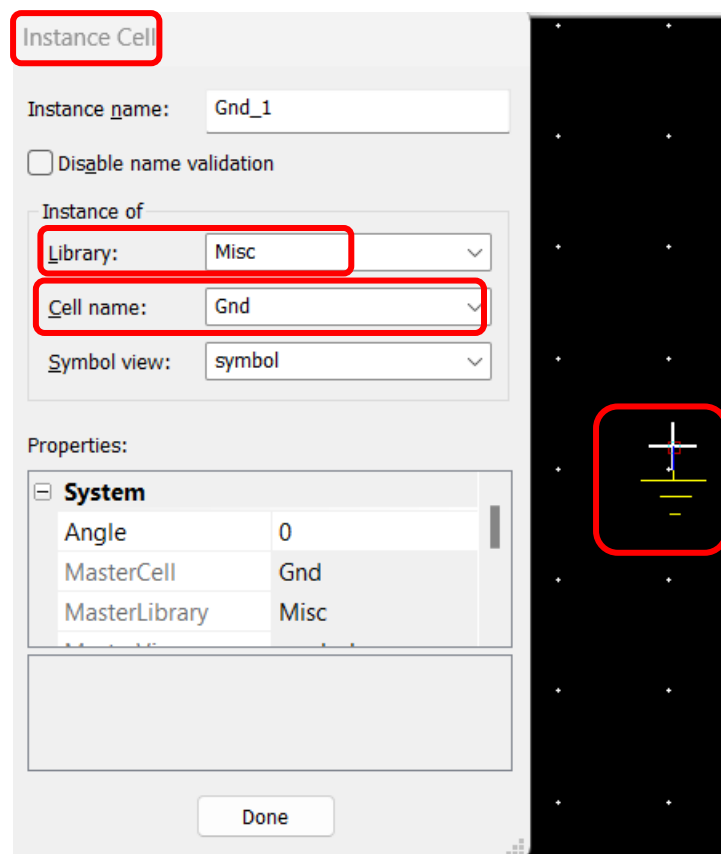 Instance Cell
Instance name: Gnd_1
Disable name validation
Instance of
Library: Misc
Cell name: Gnd
Symbol view: symbol
Properties:
System
Angle 0
MasterCell Gnd
MasterLibrary Misc
Done